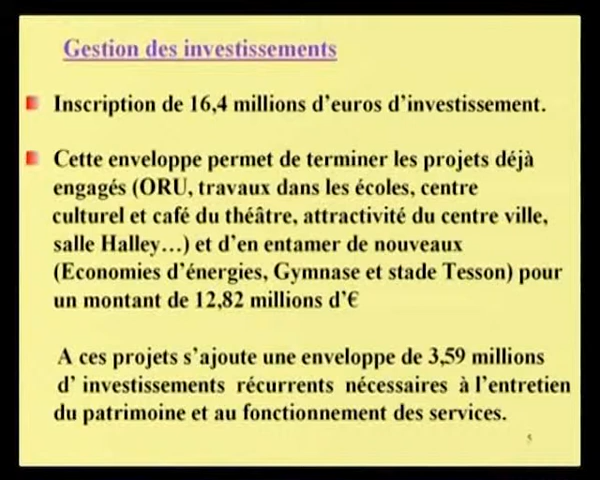 Gestion des investissements
Inscription de 16,4 millions d'euros d'investissement.
Cette enveloppe permet de terminer les projets déjà
engagés (ORU, travaux dans les écoles, centre
culturel et café du théâtre, attractivité du centre ville,
salle Halley...) et d'en entamer de nouveaux
(Economies d'énergies, Gymnase et stade Tesson) pour
un montant de 12,82 millions d'€
A ces projets s'ajoute une enveloppe de 3,59 millions
d' investissements récurrents nécessaires à l'entretien
du patrimoine et au fonctionnement des services.
5